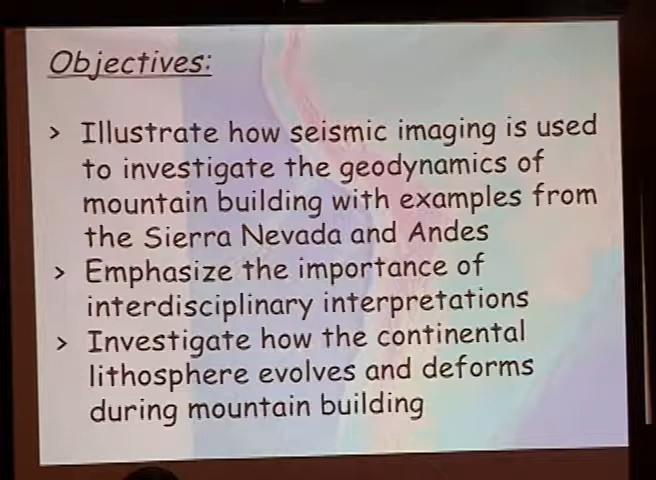 Objectives:
> Illustrate how seismic imaging is used
to investigate the geodynamics of
mountain building with examples from
the Sierra Nevada and Andes
> Emphasize the importance of
interdisciplinary interpretations
> Investigate how the continental
lithosphere evolves and deforms
during mountain building